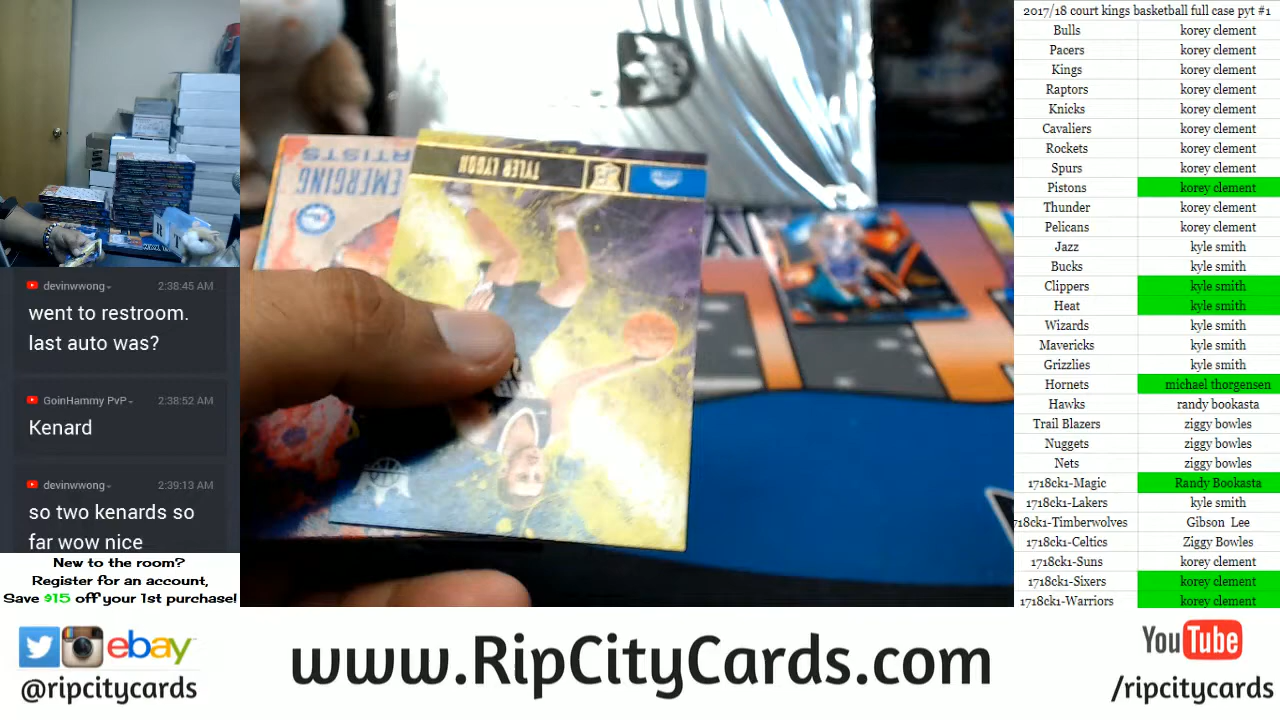 devinwwong
2:38:45 AM
went to restroom.
last auto was?
GoinHammy PvP
2:38:52 AM
Kenard
devinwwong
2:39:13 AM
so two kenards so
far wow nice
New to the room?
Register for an account,
Save $15 off your 1st purchase!
EMERGING
ARTISTS
TYLER LYDON
2017/18 court kings basketball full case pyt #1
Bulls korey clement
Pacers korey clement
Kings korey clement
Raptors korey clement
Knicks korey clement
Cavaliers korey clement
Rockets korey clement
Spurs korey clement
Pistons korey clement
Thunder korey clement
Pelicans korey clement
Jazz kyle smith
Bucks kyle smith
Clippers kyle smith
Heat kyle smith
Wizards kyle smith
Mavericks kyle smith
Grizzlies kyle smith
Hornets michael thorgensen
Hawks randy bookasta
Trail Blazers ziggy bowles
Nuggets ziggy bowles
Nets ziggy bowles
1718ck1-Magic Randy Bookasta
1718ck1-Lakers kyle smith
718ck1-Timberwolves Gibson Lee
1718ck1-Celtics Ziggy Bowles
1718ck1-Suns korey clement
1718ck1-Sixers korey clement
1718ck1-Warriors korey clement
ebay
@ripcitycards
www.RipCityCards.com
YouTube
/ripcitycards